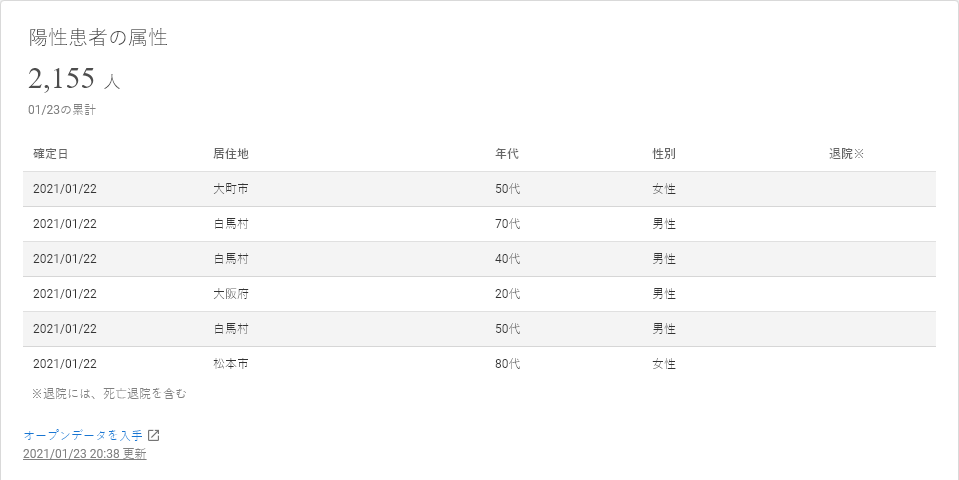 陽性患者の属性
2,155 人
01/23の累計
確定日 居住地 年代 性別 退院※
2021/01/22 大町市 50代 女性
2021/01/22 白馬村 70代 男性
2021/01/22 白馬村 40代 男性
2021/01/22 大阪府 20代 男性
2021/01/22 白馬村 50代 男性
2021/01/22 松本市 80代 女性
※退院には、死亡退院を含む
オープンデータを入手
2021/01/23 20:38 更新